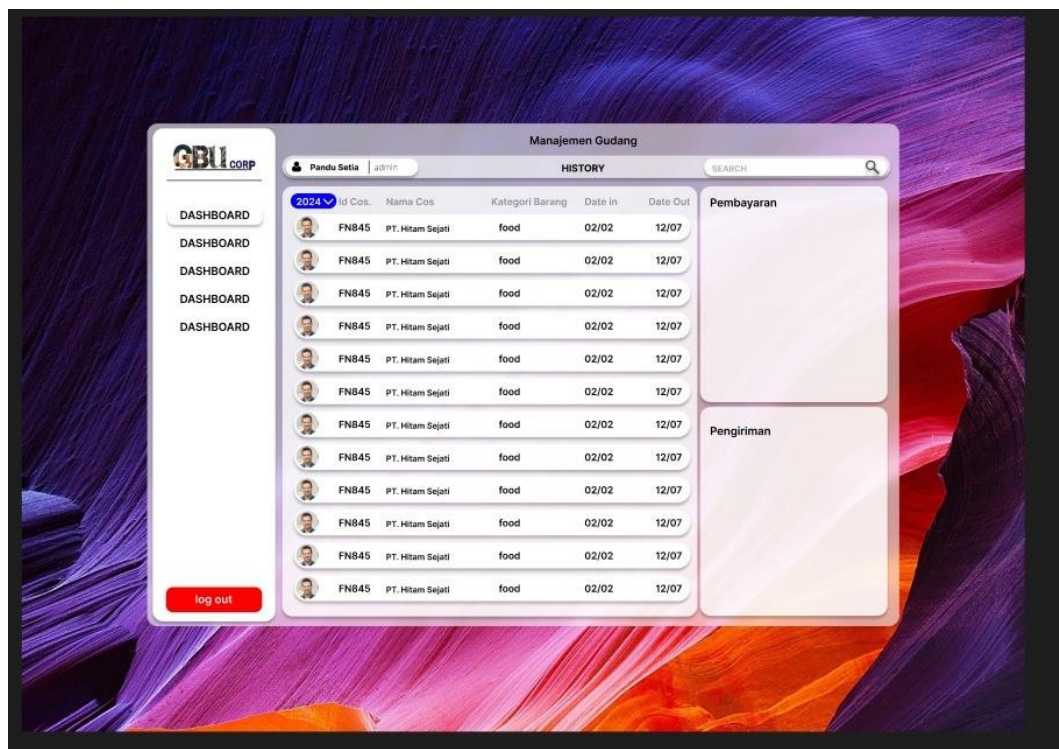 Manajemen Gudang
GBU CORP
Pandu Setia | admin
HISTORY
SEARCH
DASHBOARD
DASHBOARD
DASHBOARD
DASHBOARD
DASHBOARD
log out
2024 Id Cos. Nama Cos Kategori Barang Date in Date Out
FN845 PT. Hitam Sejati food 02/02 12/07
FN845 PT. Hitam Sejati food 02/02 12/07
FN845 PT. Hitam Sejati food 02/02 12/07
FN845 PT. Hitam Sejati food 02/02 12/07
FN845 PT. Hitam Sejati food 02/02 12/07
FN845 PT. Hitam Sejati food 02/02 12/07
FN845 PT. Hitam Sejati food 02/02 12/07
FN845 PT. Hitam Sejati food 02/02 12/07
FN845 PT. Hitam Sejati food 02/02 12/07
FN845 PT. Hitam Sejati food 02/02 12/07
FN845 PT. Hitam Sejati food 02/02 12/07
FN845 PT. Hitam Sejati food 02/02 12/07
Pembayaran
Pengiriman